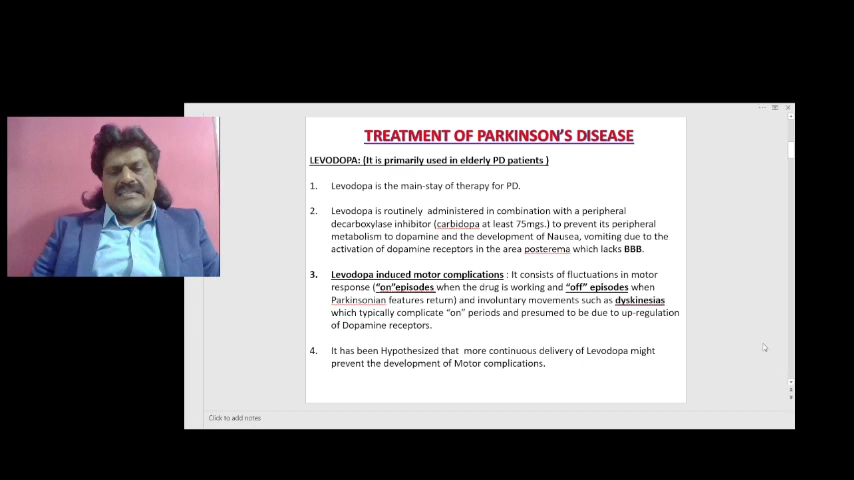 TREATMENT OF PARKINSON'S DISEASE
LEVODOPA: (It is primarily used in elderly PD patients )
1. Levodopa is the main-stay of therapy for PD.
2. Levodopa is routinely administered in combination with a peripheral
decarboxylase inhibitor (carbidopa at least 75mgs.) to prevent its peripheral
metabolism to dopamine and the development of Nausea, vomiting due to the
activation of dopamine receptors in the area posterema which lacks BBB.
3. Levodopa induced motor complications : It consists of fluctuations in motor
response ("on"episodes when the drug is working and "off" episodes when
Parkinsonian features return) and involuntary movements such as dyskinesias
which typically complicate "on" periods and presumed to be due to up-regulation
of Dopamine receptors.
4. It has been Hypothesized that more continuous delivery of Levodopa might
prevent the development of Motor complications.
Click to add notes